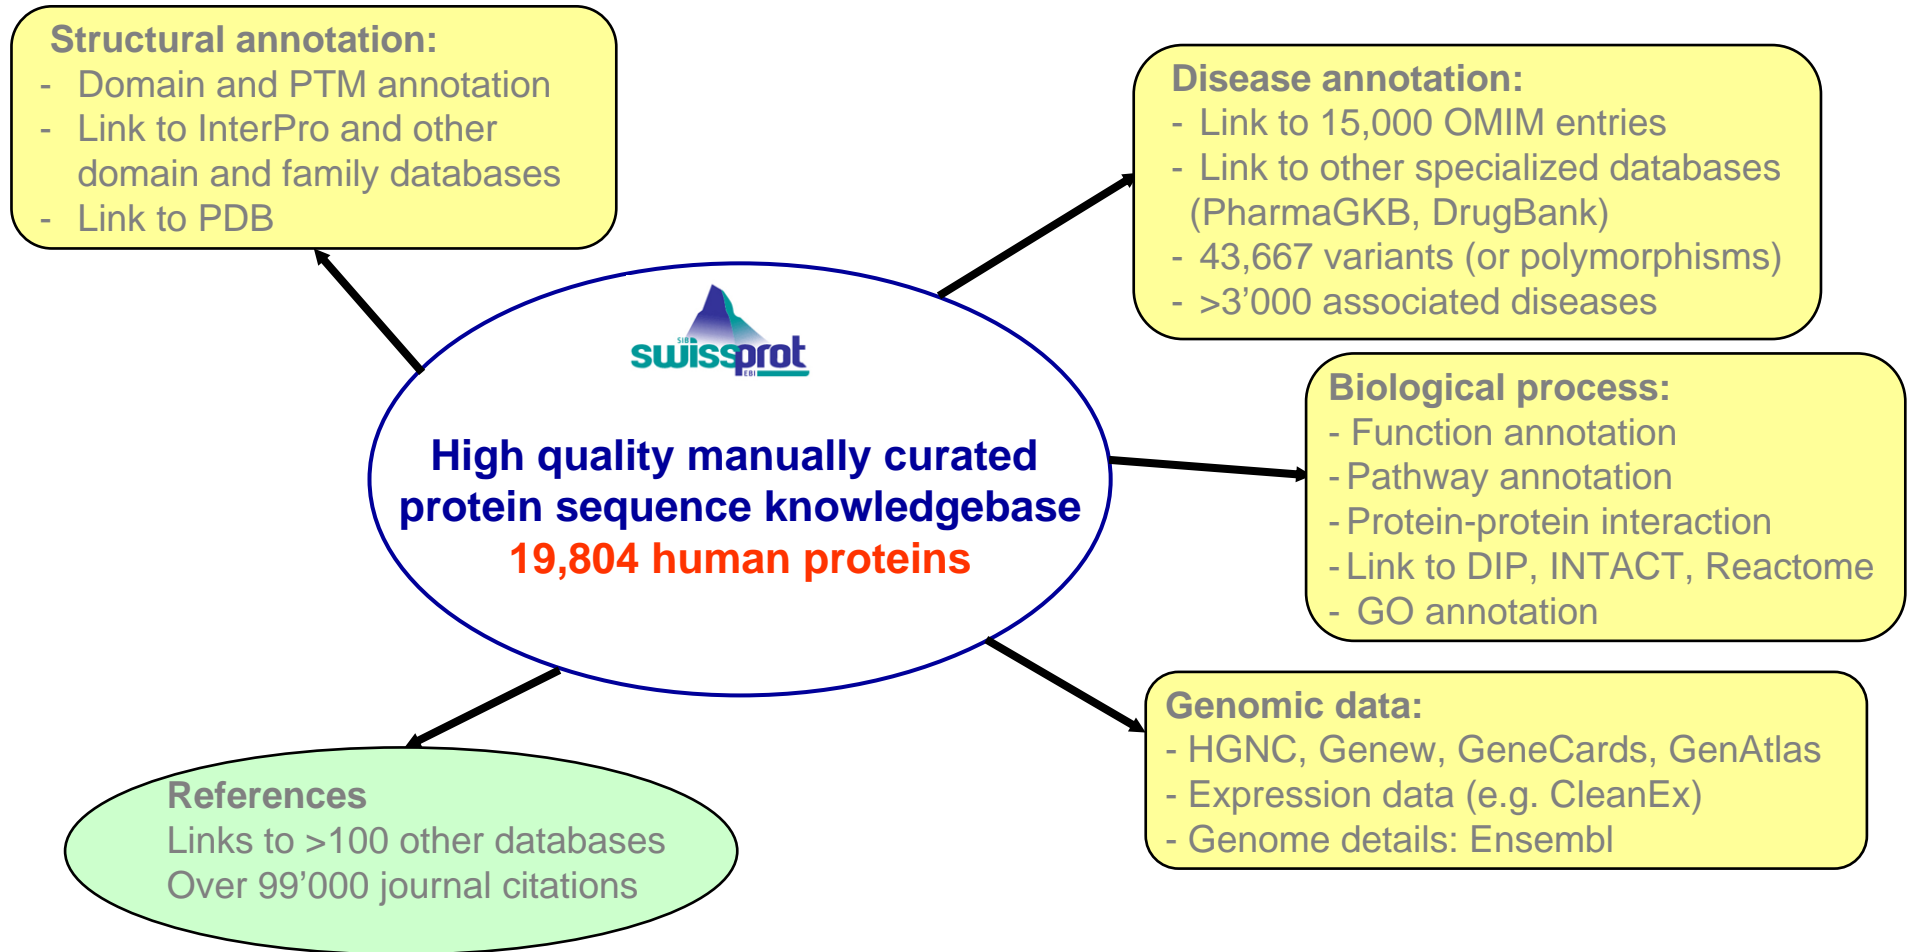 Structural annotation:
- Domain and PTM annotation
- Link to InterPro and other
domain and family databases
- Link to PDB
Disease annotation:
- Link to 15,000 OMIM entries
- Link to other specialized databases
(PharmaGKB, DrugBank)
- 43,667 variants (or polymorphisms)
- >3’000 associated diseases
SIB
swissprot
EBI
High quality manually curated
protein sequence knowledgebase
19,804 human proteins
Biological process:
- Function annotation
- Pathway annotation
- Protein-protein interaction
- Link to DIP, INTACT, Reactome
- GO annotation
Genomic data:
- HGNC, Genew, GeneCards, GenAtlas
- Expression data (e.g. CleanEx)
- Genome details: Ensembl
References
Links to >100 other databases
Over 99’000 journal citations